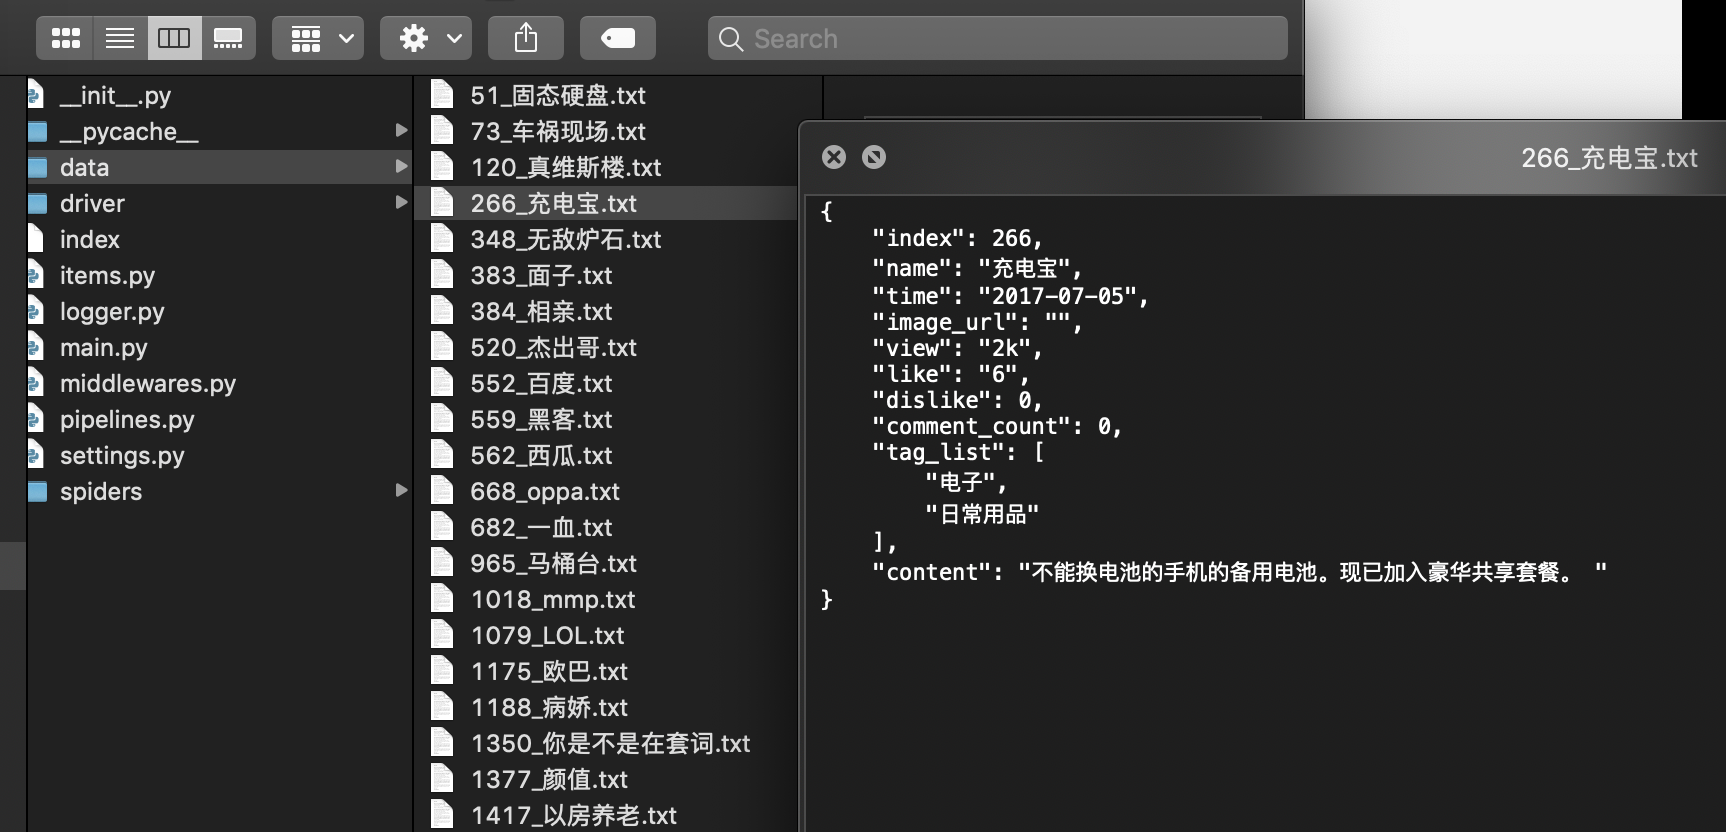 Search
__init__.py
__pycache__
data
driver
index
items.py
logger.py
main.py
middlewares.py
pipelines.py
settings.py
spiders
51_固态硬盘.txt
73_车祸现场.txt
120_真维斯楼.txt
266_充电宝.txt
348_无敌炉石.txt
383_面子.txt
384_相亲.txt
520_杰出哥.txt
552_百度.txt
559_黑客.txt
562_西瓜.txt
668_oppa.txt
682_一血.txt
965_马桶台.txt
1018_mmp.txt
1079_LOL.txt
1175_欧巴.txt
1188_病娇.txt
1350_你是不是在套词.txt
1377_颜值.txt
1417_以房养老.txt
266_充电宝.txt
{
"index": 266,
"name": "充电宝",
"time": "2017-07-05",
"image_url": "",
"view": "2k",
"like": "6",
"dislike": 0,
"comment_count": 0,
"tag_list": [
"电子",
"日常用品"
],
"content": "不能换电池的手机的备用电池。现已加入豪华共享套餐。 "
}